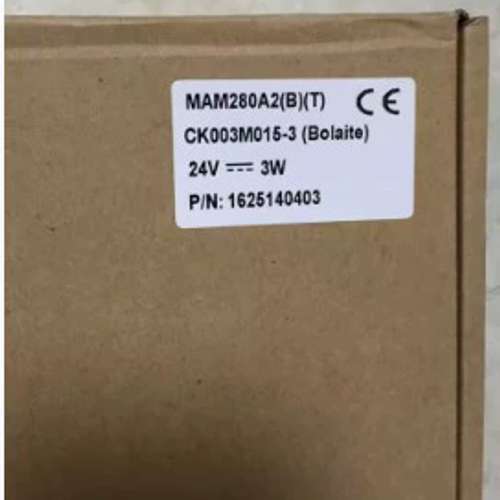 MAM280A2(B)(T) CE
CK003M015-3 (Bolaite)
24V ⎓ 3W
P/N: 1625140403